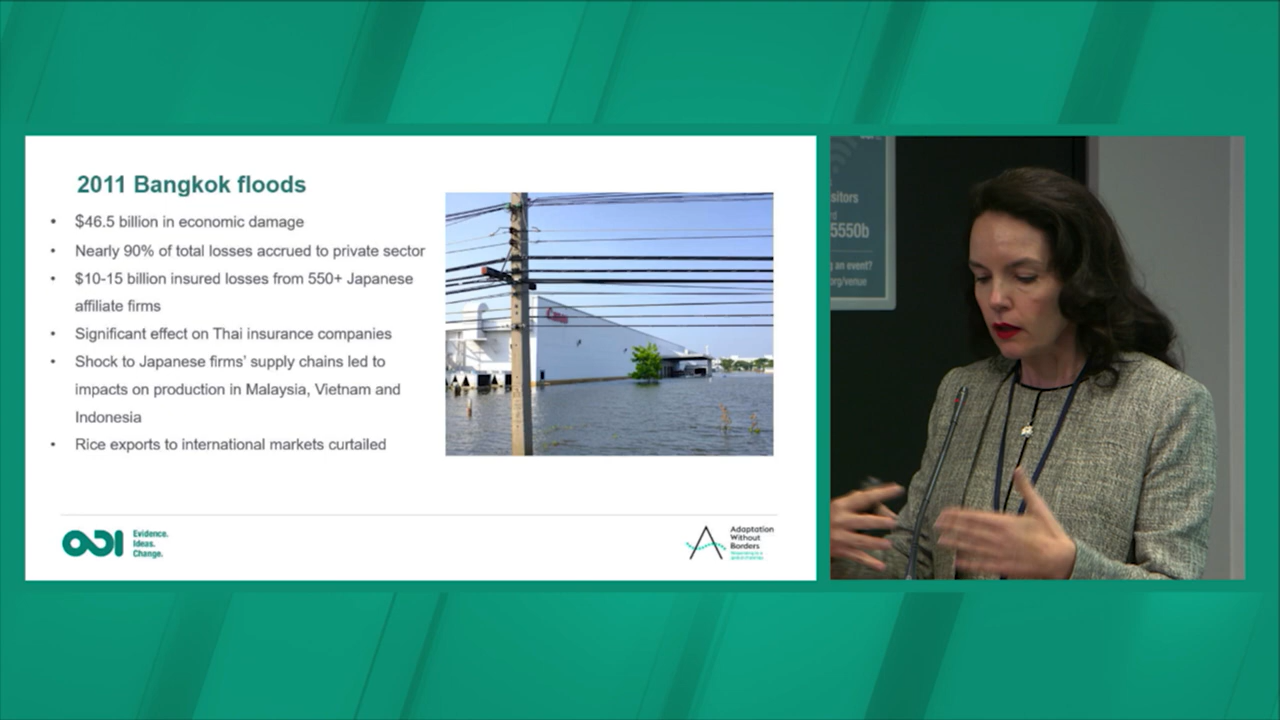 2011 Bangkok floods
• $46.5 billion in economic damage
• Nearly 90% of total losses accrued to private sector
• $10-15 billion insured losses from 550+ Japanese
affiliate firms
• Significant effect on Thai insurance companies
• Shock to Japanese firms' supply chains led to
impacts on production in Malaysia, Vietnam and
Indonesia
• Rice exports to international markets curtailed
Canon
ODI
Evidence.
Ideas.
Change.
Adaptation
Without
Borders
sitors
5550b
an event?
org/venue